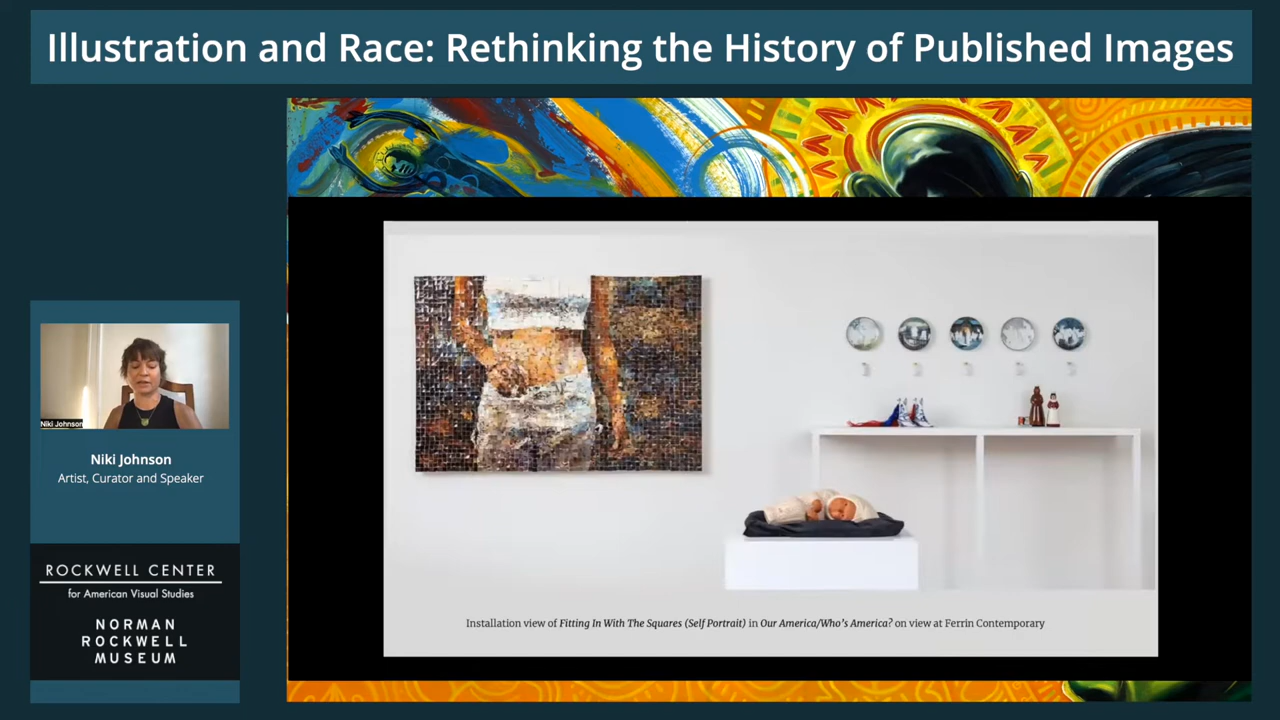 Illustration and Race: Rethinking the History of Published Images
Niki Johnson
Niki Johnson
Artist, Curator and Speaker
ROCKWELL CENTER
for American Visual Studies
NORMAN
ROCKWELL
MUSEUM
Installation view of Fitting In With The Squares (Self Portrait) in Our America/Who's America? on view at Ferrin Contemporary